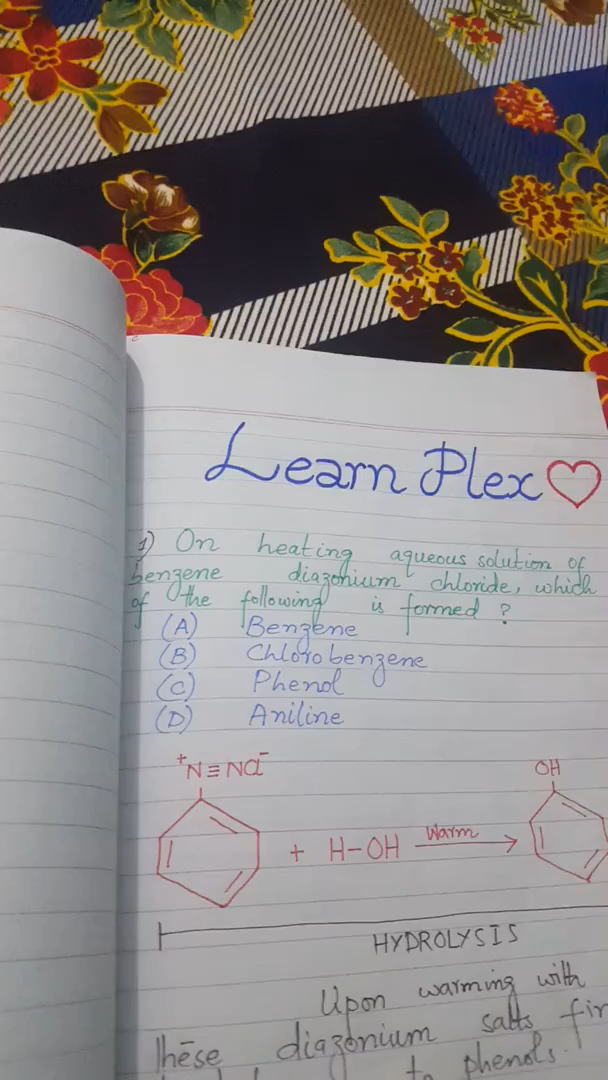 Learn Plex
1) On heating aqueous solution of
benzene diazonium chloride, which
of the following is formed ?
(A) Benzene
(B) Chlorobenzene
(C) Phenol
(D) Aniline
+N≡NCl⁻ OH
+ H-OH Warm
HYDROLYSIS
Upon warming with
these diazonium salts
to phenols.